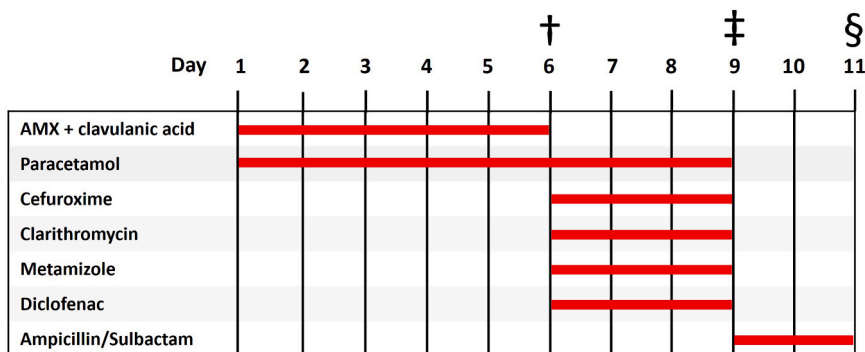 † ‡ §
Day 1 2 3 4 5 6 7 8 9 10 11
AMX + clavulanic acid
Paracetamol
Cefuroxime
Clarithromycin
Metamizole
Diclofenac
Ampicillin/Sulbactam